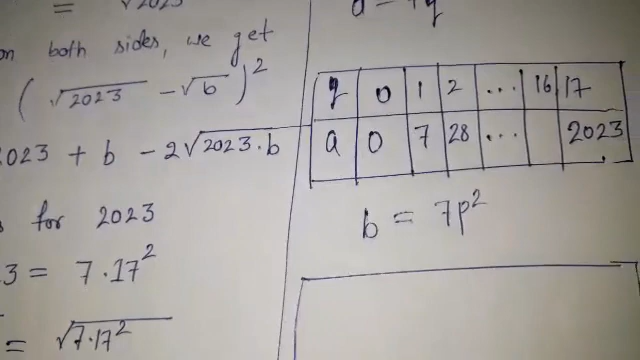 = √2023
on both sides, we get
(√2023 - √b)²
2023 + b - 2√2023·b
for 2023
3 = 7·17²
= √7·17²
q 0 1 2 ... 16 17
a 0 7 28 ... 2023
b = 7p²